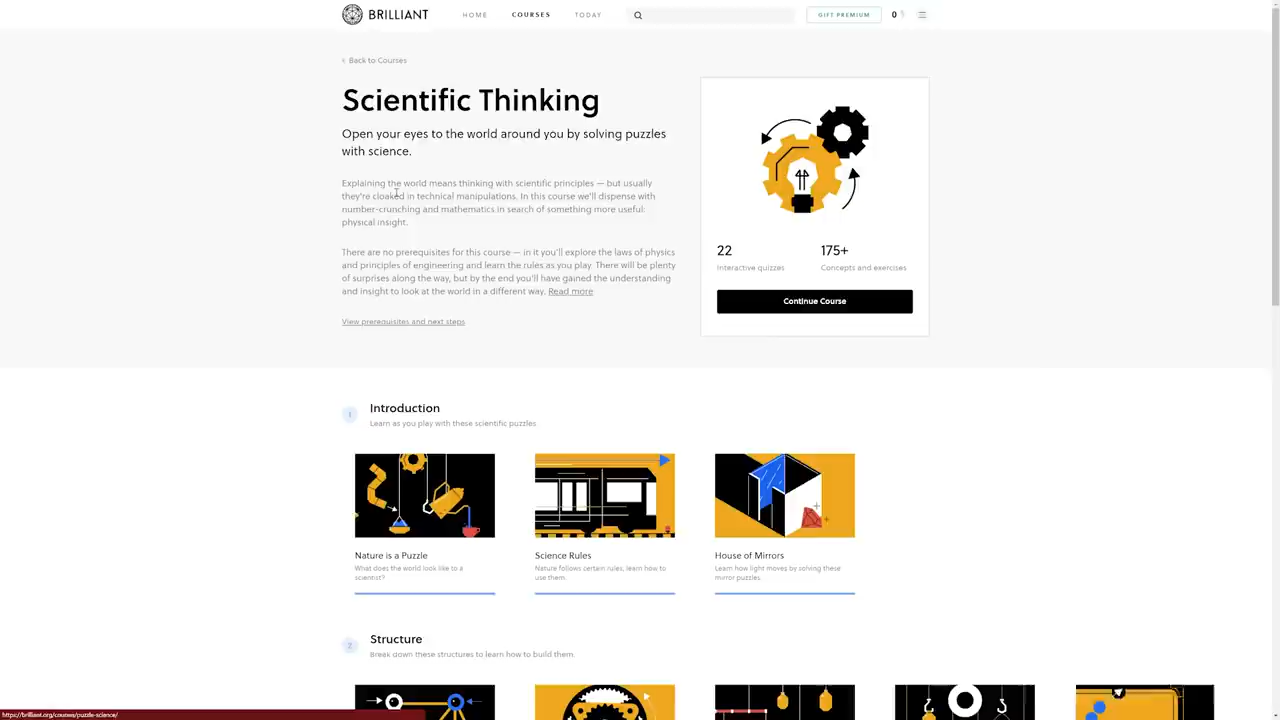 BRILLIANT
HOME COURSES TODAY
GIFT PREMIUM 0
Back to Courses
Scientific Thinking
Open your eyes to the world around you by solving puzzles
with science.
Explaining the world means thinking with scientific principles — but usually
they're cloaked in technical manipulations. In this course we'll dispense with
number-crunching and mathematics in search of something more useful:
physical insight.
There are no prerequisites for this course — in it you'll explore the laws of physics
and principles of engineering and learn the rules as you play. There will be plenty
of surprises along the way, but by the end you'll have gained the understanding
and insight to look at the world in a different way. Read more
View prerequisites and next steps
22
Interactive quizzes
175+
Concepts and exercises
Continue Course
1
Introduction
Learn as you play with these scientific puzzles.
Nature is a Puzzle
What does the world look like to a
scientist?
Science Rules
Nature follows certain rules, learn how to
use them.
House of Mirrors
Learn how light moves by solving these
mirror puzzles.
2
Structure
Break down these structures to learn how to build them.
https://brilliant.org/courses/puzzle-science/